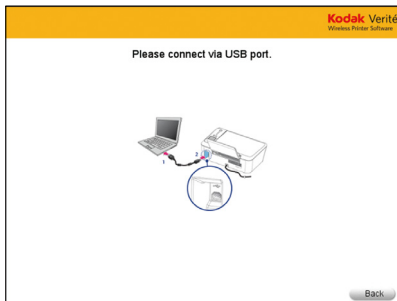 Kodak Verité
Wireless Printer Software
Please connect via USB port.
1
2
Back